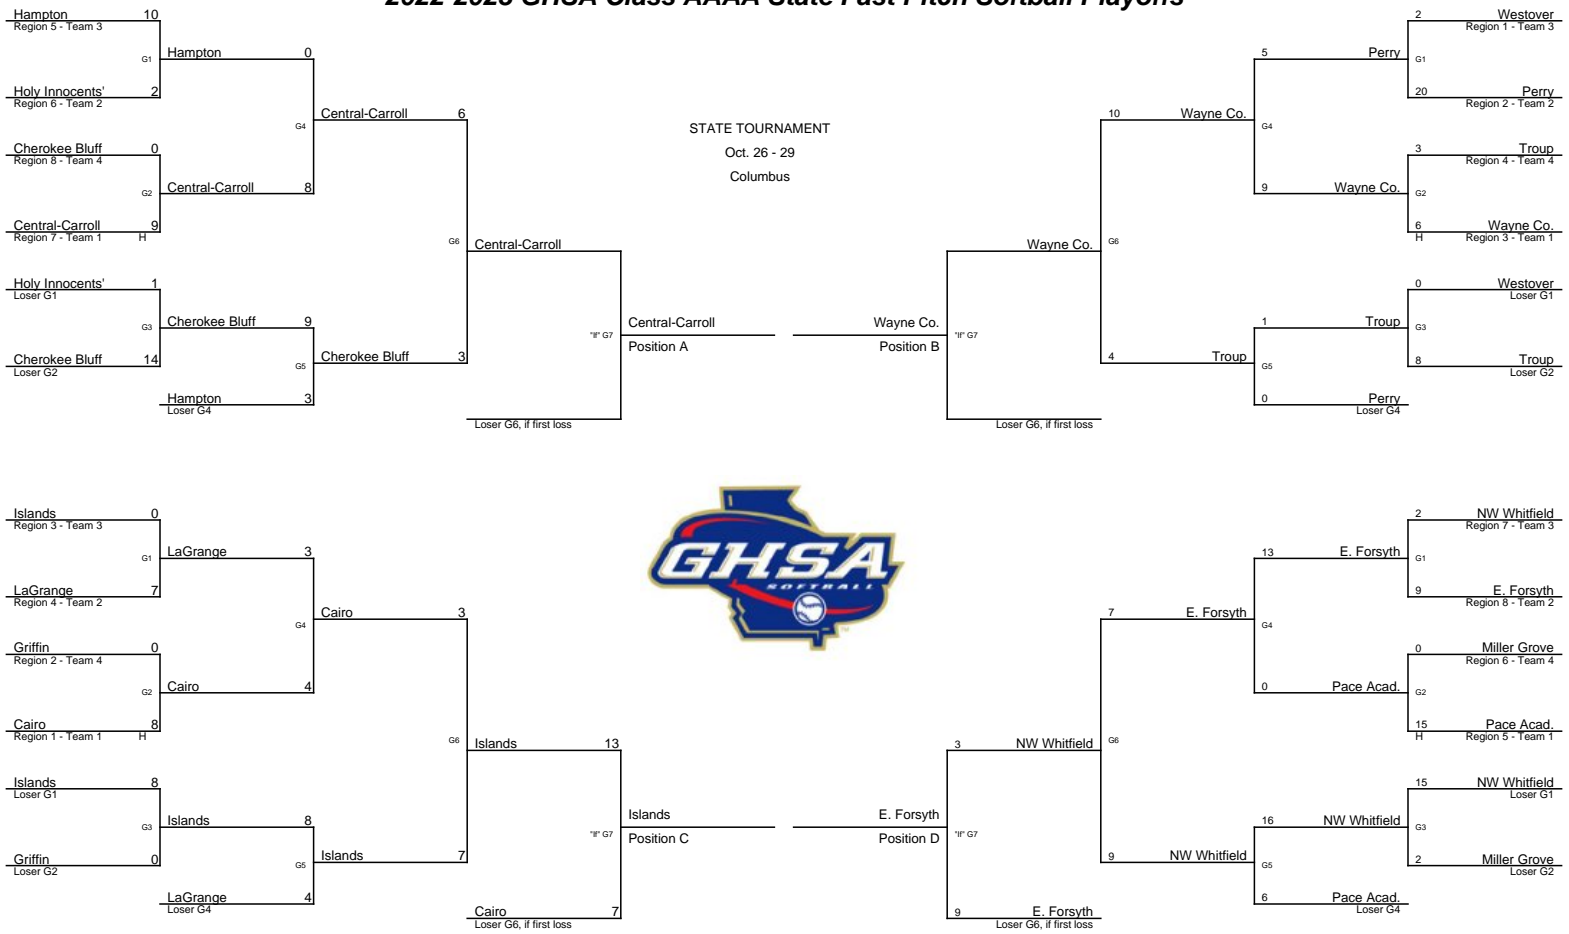 2022-2023 GHSA Class AAAA State Fast Pitch Softball Playoffs
Hampton 10
Region 5 - Team 3
G1
Hampton 0
Holy Innocents' 2
Region 6 - Team 2
G4
Central-Carroll 6
Cherokee Bluff 0
Region 8 - Team 4
G2
Central-Carroll 8
Central-Carroll 9
Region 7 - Team 1 H
G6
Central-Carroll
Holy Innocents' 1
Loser G1
G3
Cherokee Bluff 9
Cherokee Bluff 14
Loser G2
G5
Cherokee Bluff 3
Hampton 3
Loser G4
Loser G6, if first loss
"If" G7
Central-Carroll
Position A
STATE TOURNAMENT
Oct. 26 - 29
Columbus
2 Westover
Region 1 - Team 3
5 Perry
G1
20 Perry
Region 2 - Team 2
10 Wayne Co.
G4
3 Troup
Region 4 - Team 4
9 Wayne Co.
G2
6 Wayne Co.
H Region 3 - Team 1
Wayne Co.
G6
0 Westover
Loser G1
1 Troup
G3
8 Troup
Loser G2
4 Troup
G5
0 Perry
Loser G4
Loser G6, if first loss
Wayne Co.
"If" G7
Position B
GHSA
SOFTBALL
Islands 0
Region 3 - Team 3
G1
LaGrange 3
LaGrange 7
Region 4 - Team 2
G4
Cairo 3
Griffin 0
Region 2 - Team 4
G2
Cairo 4
Cairo 8
Region 1 - Team 1 H
G6
Islands 13
Islands 8
Loser G1
G3
Islands 8
Griffin 0
Loser G2
G5
Islands 7
LaGrange 4
Loser G4
Cairo 7
Loser G6, if first loss
"If" G7
Islands
Position C
2 NW Whitfield
Region 7 - Team 3
13 E. Forsyth
G1
9 E. Forsyth
Region 8 - Team 2
7 E. Forsyth
G4
0 Miller Grove
Region 6 - Team 4
0 Pace Acad.
G2
15 Pace Acad.
H Region 5 - Team 1
3 NW Whitfield
G6
15 NW Whitfield
Loser G1
16 NW Whitfield
G3
2 Miller Grove
Loser G2
9 NW Whitfield
G5
6 Pace Acad.
Loser G4
9 E. Forsyth
Loser G6, if first loss
E. Forsyth
"If" G7
Position D